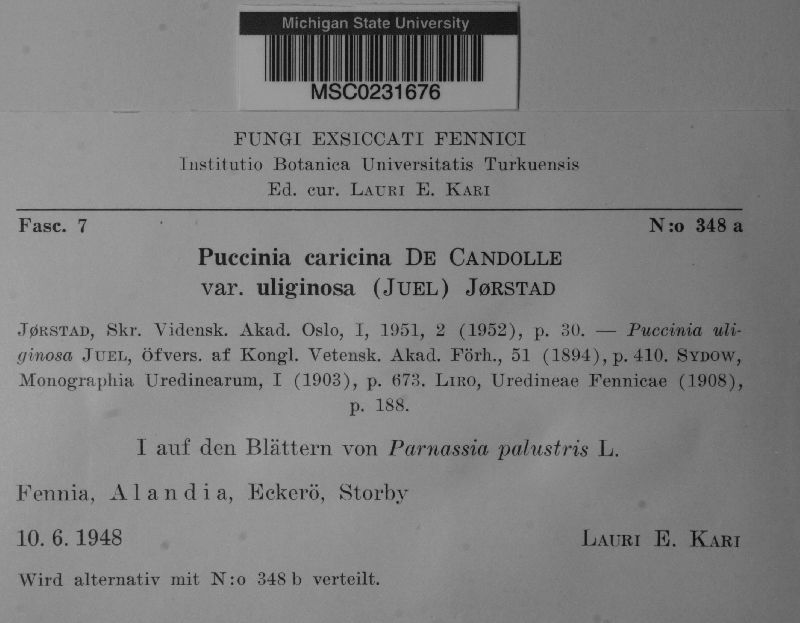 Michigan State University
MSC0231676
FUNGI EXSICCATI FENNICI
Institutio Botanica Universitatis Turkuensis
Ed. cur. LAURI E. KARI
Fasc. 7 N:o 348 a
Puccinia caricina DE CANDOLLE
var. uliginosa (JUEL) JØRSTAD
JØRSTAD, Skr. Vidensk. Akad. Oslo, I, 1951, 2 (1952), p. 30. — Puccinia uli-
ginosa JUEL, öfvers. af Kongl. Vetensk. Akad. Förh., 51 (1894), p. 410. SYDOW,
Monographia Uredinearum, I (1903), p. 673. LIRO, Uredineae Fennicae (1908),
p. 188.
I auf den Blättern von Parnassia palustris L.
Fennia, Alandia, Eckerö, Storby
10. 6. 1948 LAURI E. KARI
Wird alternativ mit N:o 348 b verteilt.